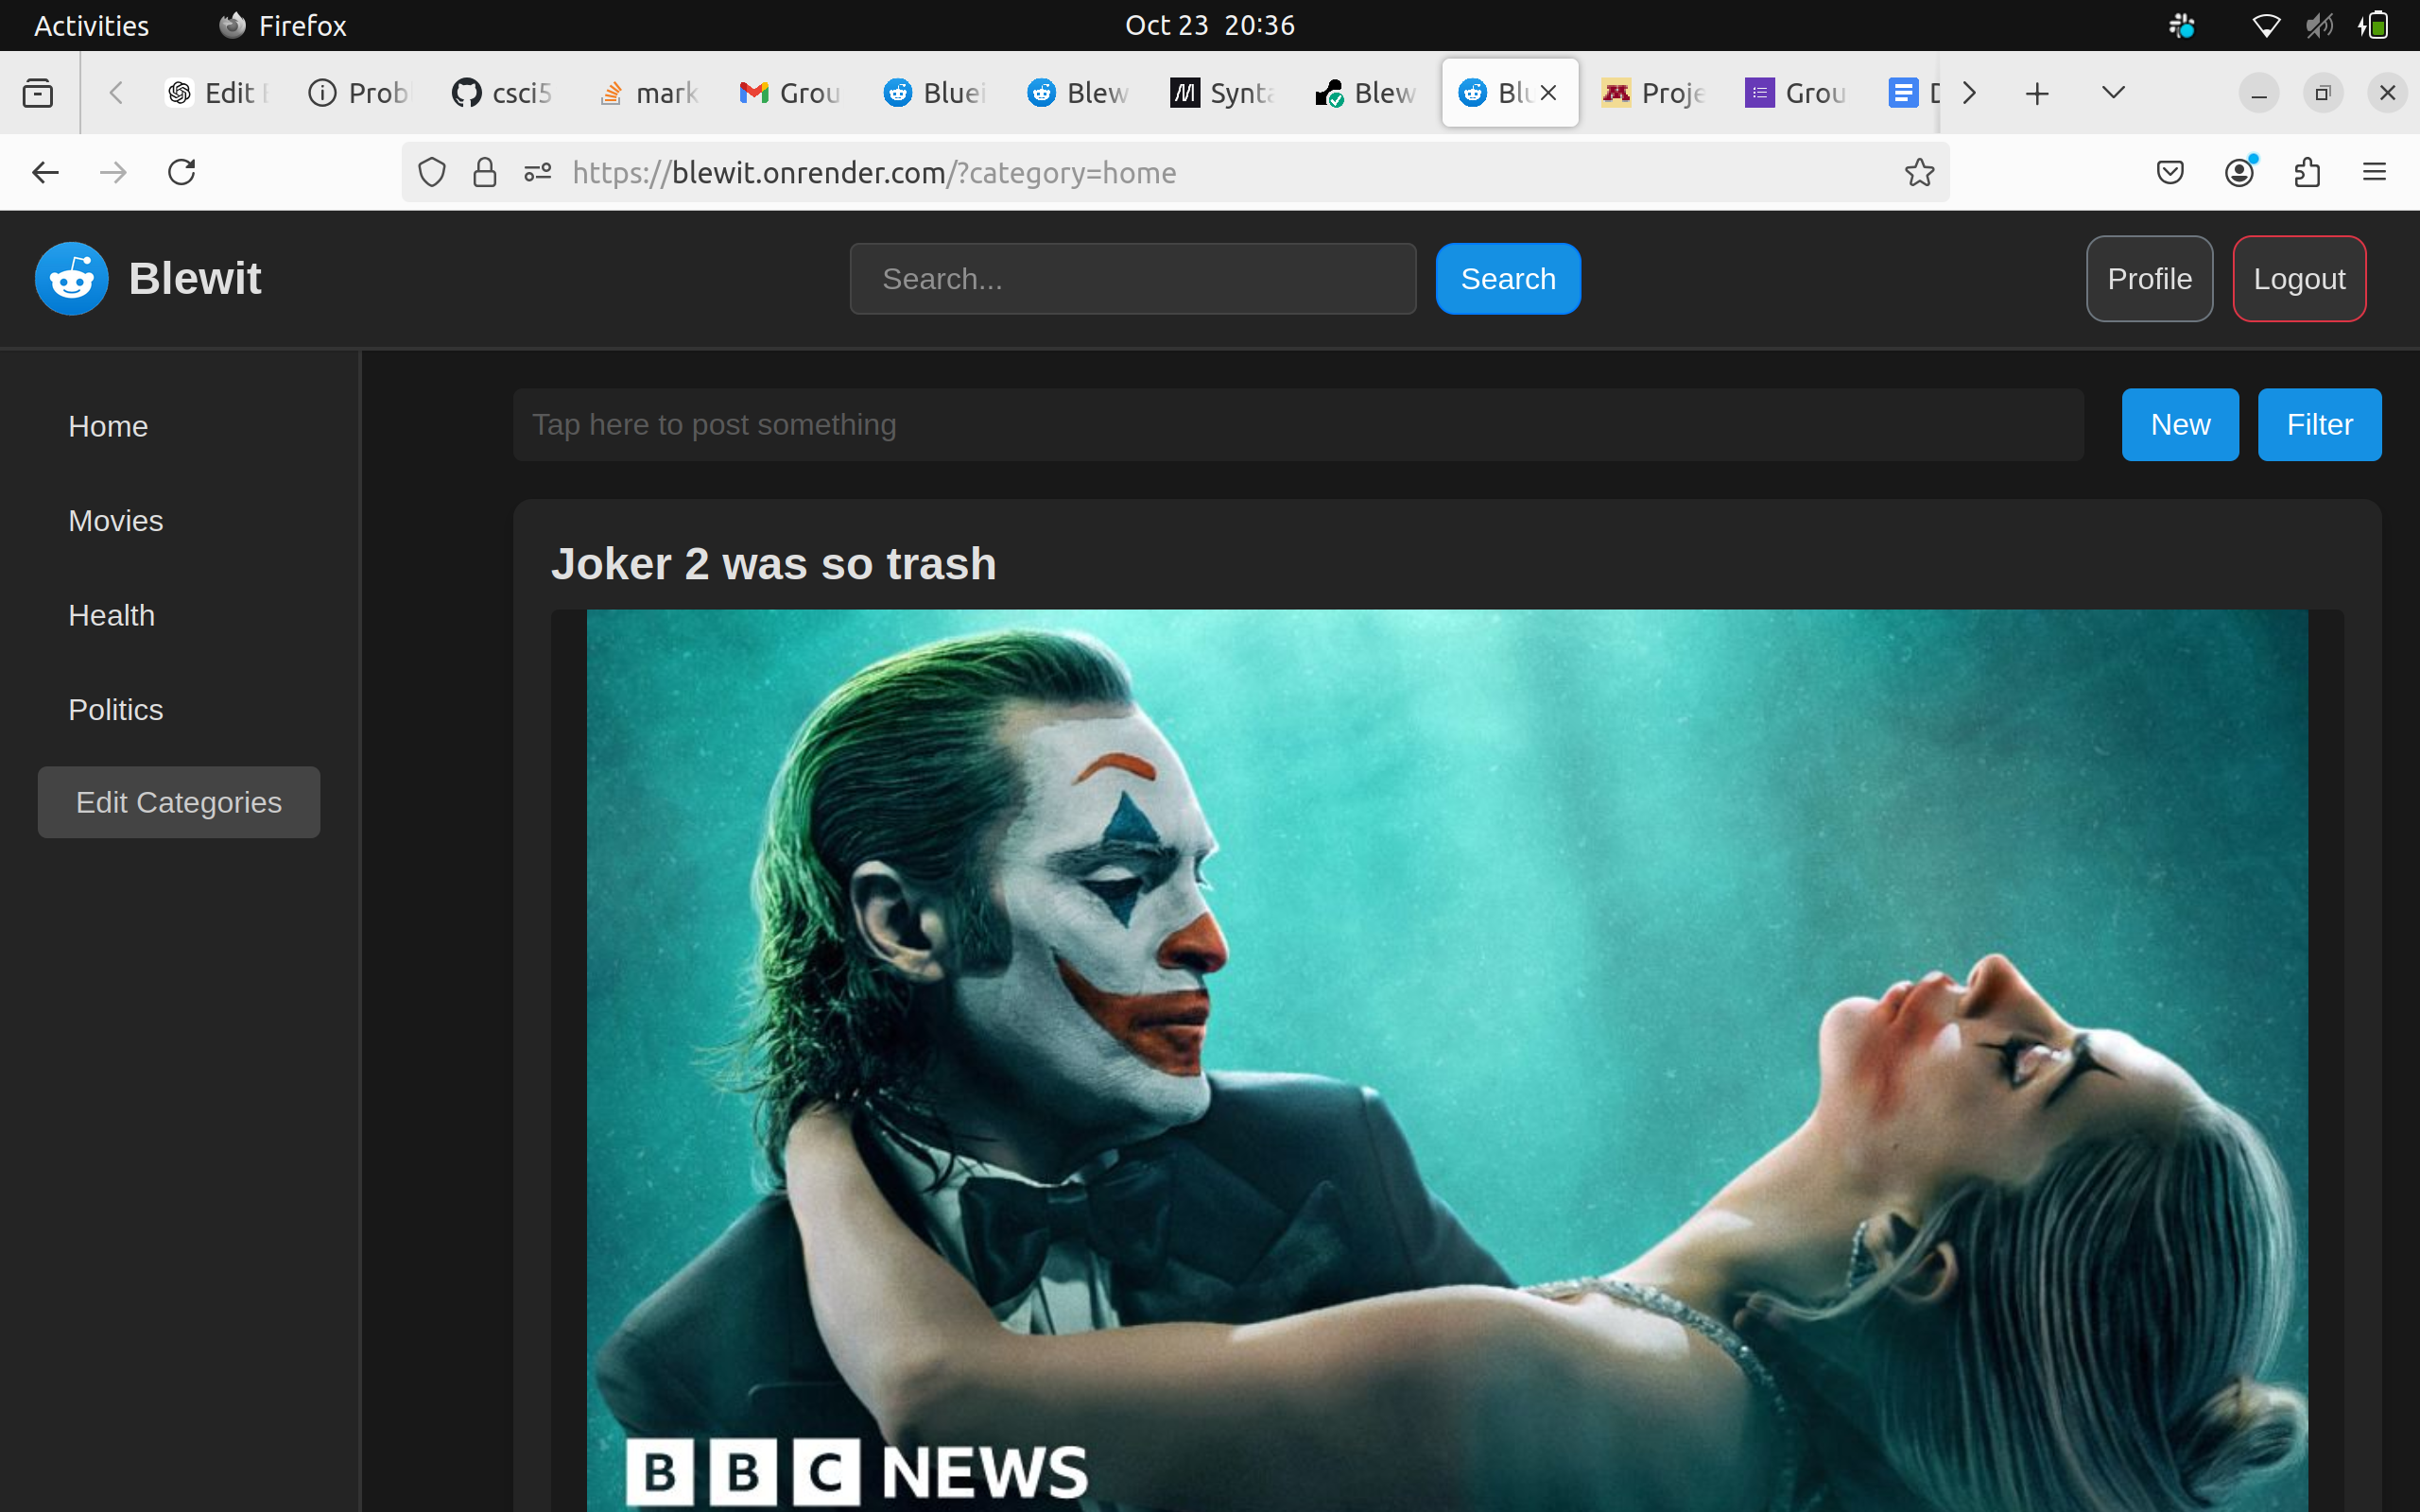 Activities Firefox Oct 23 20:36
Edit Prob csci5 mark Grou Bluei Blew Synta Blew Blu Proje Grou
https://blewit.onrender.com/?category=home
Blewit Search... Search Profile Logout
Home
Movies
Health
Politics
Edit Categories
Tap here to post something New Filter
Joker 2 was so trash
BBC NEWS